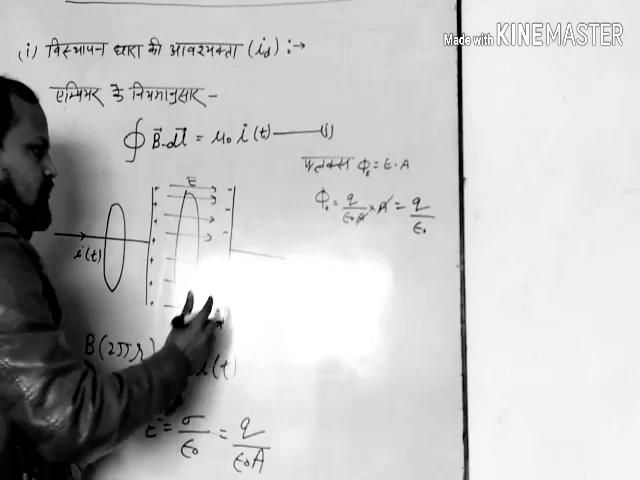 Made with KINEMASTER
(i) विस्थापन धारा की आवश्यकता (id) :→
एम्पियर के नियमानुसार -
∮ B⃗.dl⃗ = μ₀ i(t) —— (1)
फ्लक्स ϕₑ = E·A
ϕₑ = q/ε₀A × A = q/ε₀
E
i(t)
B(2πr) i(t)
E = σ/ε₀ = q/ε₀A